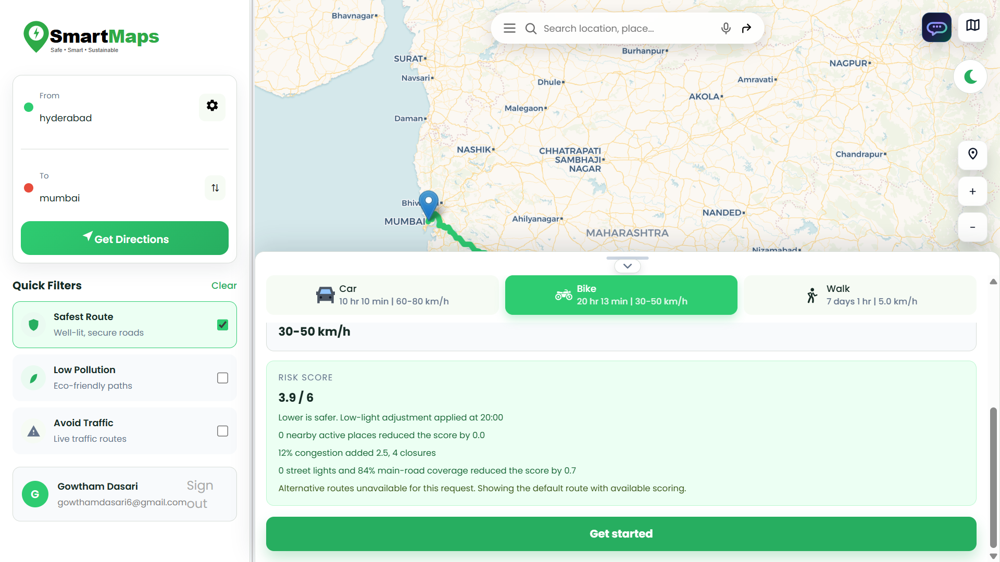 SmartMaps
Safe • Smart • Sustainable
From
hyderabad
To
mumbai
Get Directions
Quick Filters
Clear
Safest Route
Well-lit, secure roads
Low Pollution
Eco-friendly paths
Avoid Traffic
Live traffic routes
G
Gowtham Dasari
gowthamdasari6@gmail.com
Sign
out
Search location, place...
Bhavnagar
SURAT
Navsari
Daman
Burhanpur
NAGPUR
Amravati
Dhule
AKOLA
Malegaon
NASHIK
CHHATRAPATI
SAMBHAJI
NAGAR
Chandrapur
MUMBAI
Ahilyanagar
NANDED
MAHARASHTRA
Nizamabad
+
−
Car
10 hr 10 min | 60-80 km/h
Bike
20 hr 13 min | 30-50 km/h
Walk
7 days 1 hr | 5.0 km/h
30-50 km/h
RISK SCORE
3.9 / 6
Lower is safer. Low-light adjustment applied at 20:00
0 nearby active places reduced the score by 0.0
12% congestion added 2.5, 4 closures
0 street lights and 84% main-road coverage reduced the score by 0.7
Alternative routes unavailable for this request. Showing the default route with available scoring.
Get started